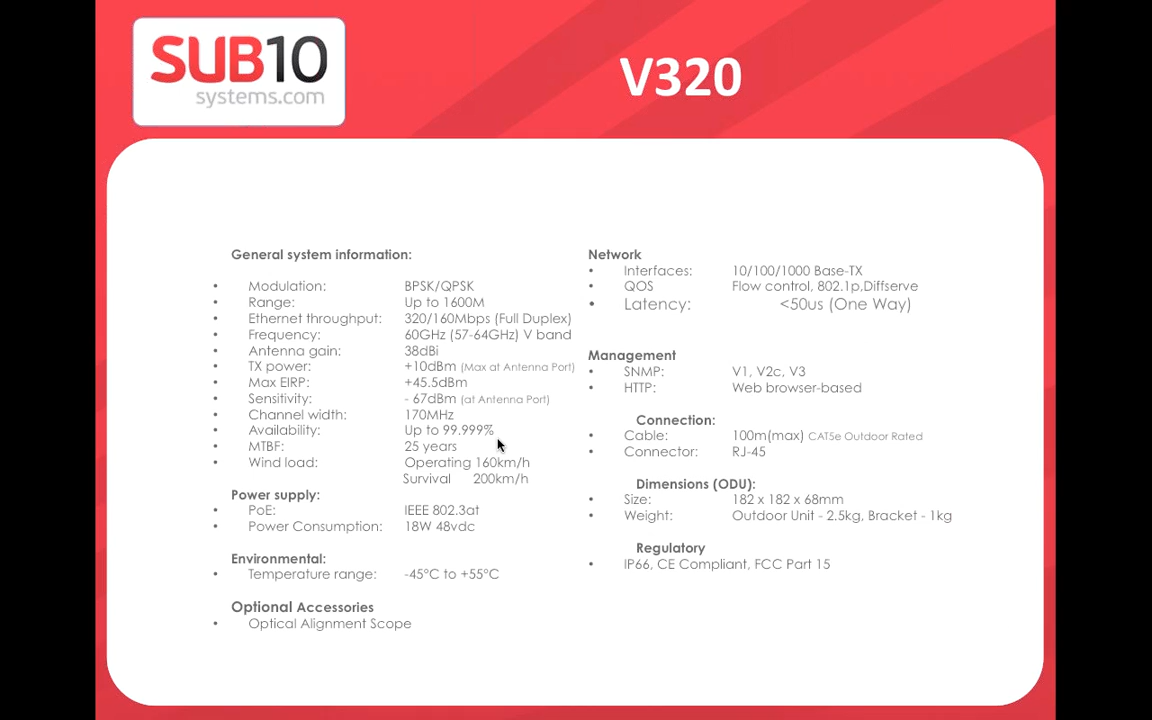 SUB10
systems.com
V320
General system information:
• Modulation: BPSK/QPSK
• Range: Up to 1600M
• Ethernet throughput: 320/160Mbps (Full Duplex)
• Frequency: 60GHz (57-64GHz) V band
• Antenna gain: 38dBi
• TX power: +10dBm (Max at Antenna Port)
• Max EIRP: +45.5dBm
• Sensitivity: - 67dBm (at Antenna Port)
• Channel width: 170MHz
• Availability: Up to 99.999%
• MTBF: 25 years
• Wind load: Operating 160km/h
Survival 200km/h
Power supply:
• PoE: IEEE 802.3at
• Power Consumption: 18W 48vdc
Environmental:
• Temperature range: -45°C to +55°C
Optional Accessories
• Optical Alignment Scope
Network
• Interfaces: 10/100/1000 Base-TX
• QOS Flow control, 802.1p,Diffserve
• Latency: <50us (One Way)
Management
• SNMP: V1, V2c, V3
• HTTP: Web browser-based
Connection:
• Cable: 100m(max) CAT5e Outdoor Rated
• Connector: RJ-45
Dimensions (ODU):
• Size: 182 x 182 x 68mm
• Weight: Outdoor Unit - 2.5kg, Bracket - 1kg
Regulatory
• IP66, CE Compliant, FCC Part 15